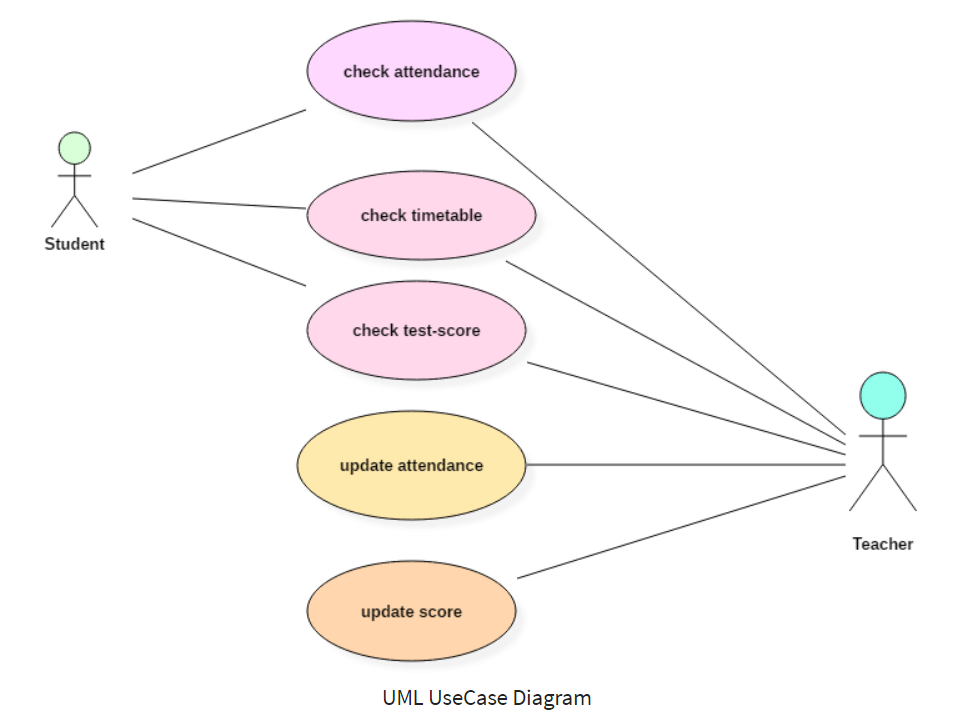 check attendance
Student
check timetable
check test-score
update attendance
Teacher
update score
UML UseCase Diagram